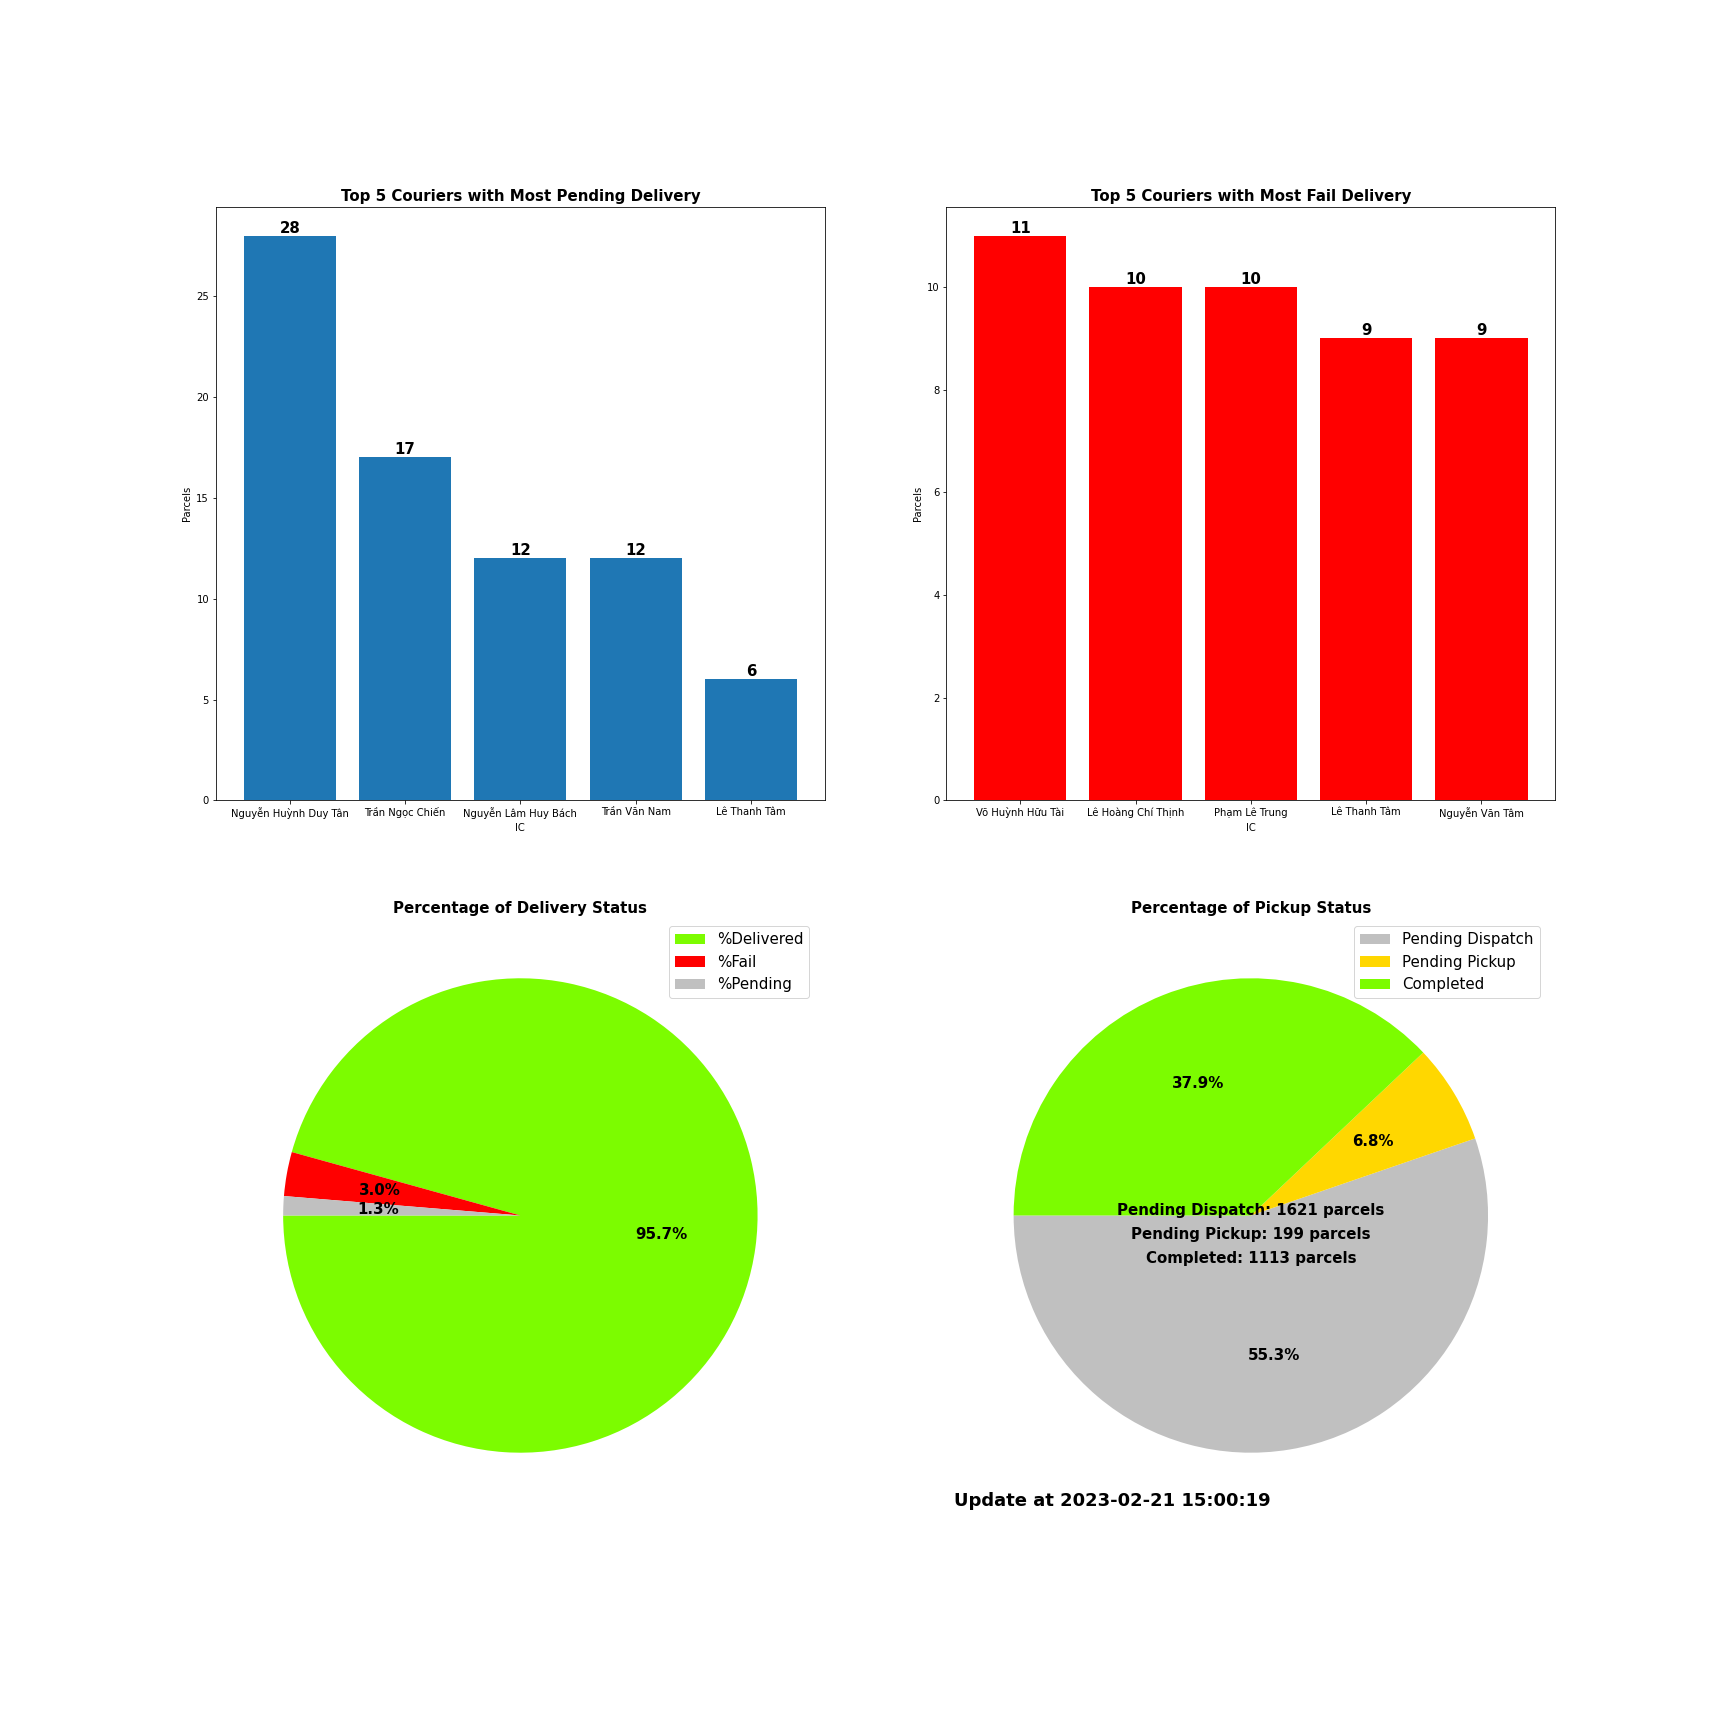 Top 5 Couriers with Most Pending Delivery
28
17
12
12
6
25
20
15
10
5
0
Parcels
Nguyễn Huỳnh Duy Tân
Trần Ngọc Chiến
Nguyễn Lâm Huy Bách
Trần Văn Nam
Lê Thanh Tâm
IC
Top 5 Couriers with Most Fail Delivery
11
10
10
9
9
10
8
6
4
2
0
Parcels
Võ Huỳnh Hữu Tài
Lê Hoàng Chí Thịnh
Phạm Lê Trung
Lê Thanh Tâm
Nguyễn Văn Tâm
IC
Percentage of Delivery Status
%Delivered
%Fail
%Pending
3.0%
1.3%
95.7%
Percentage of Pickup Status
Pending Dispatch
Pending Pickup
Completed
37.9%
6.8%
Pending Dispatch: 1621 parcels
Pending Pickup: 199 parcels
Completed: 1113 parcels
55.3%
Update at 2023-02-21 15:00:19